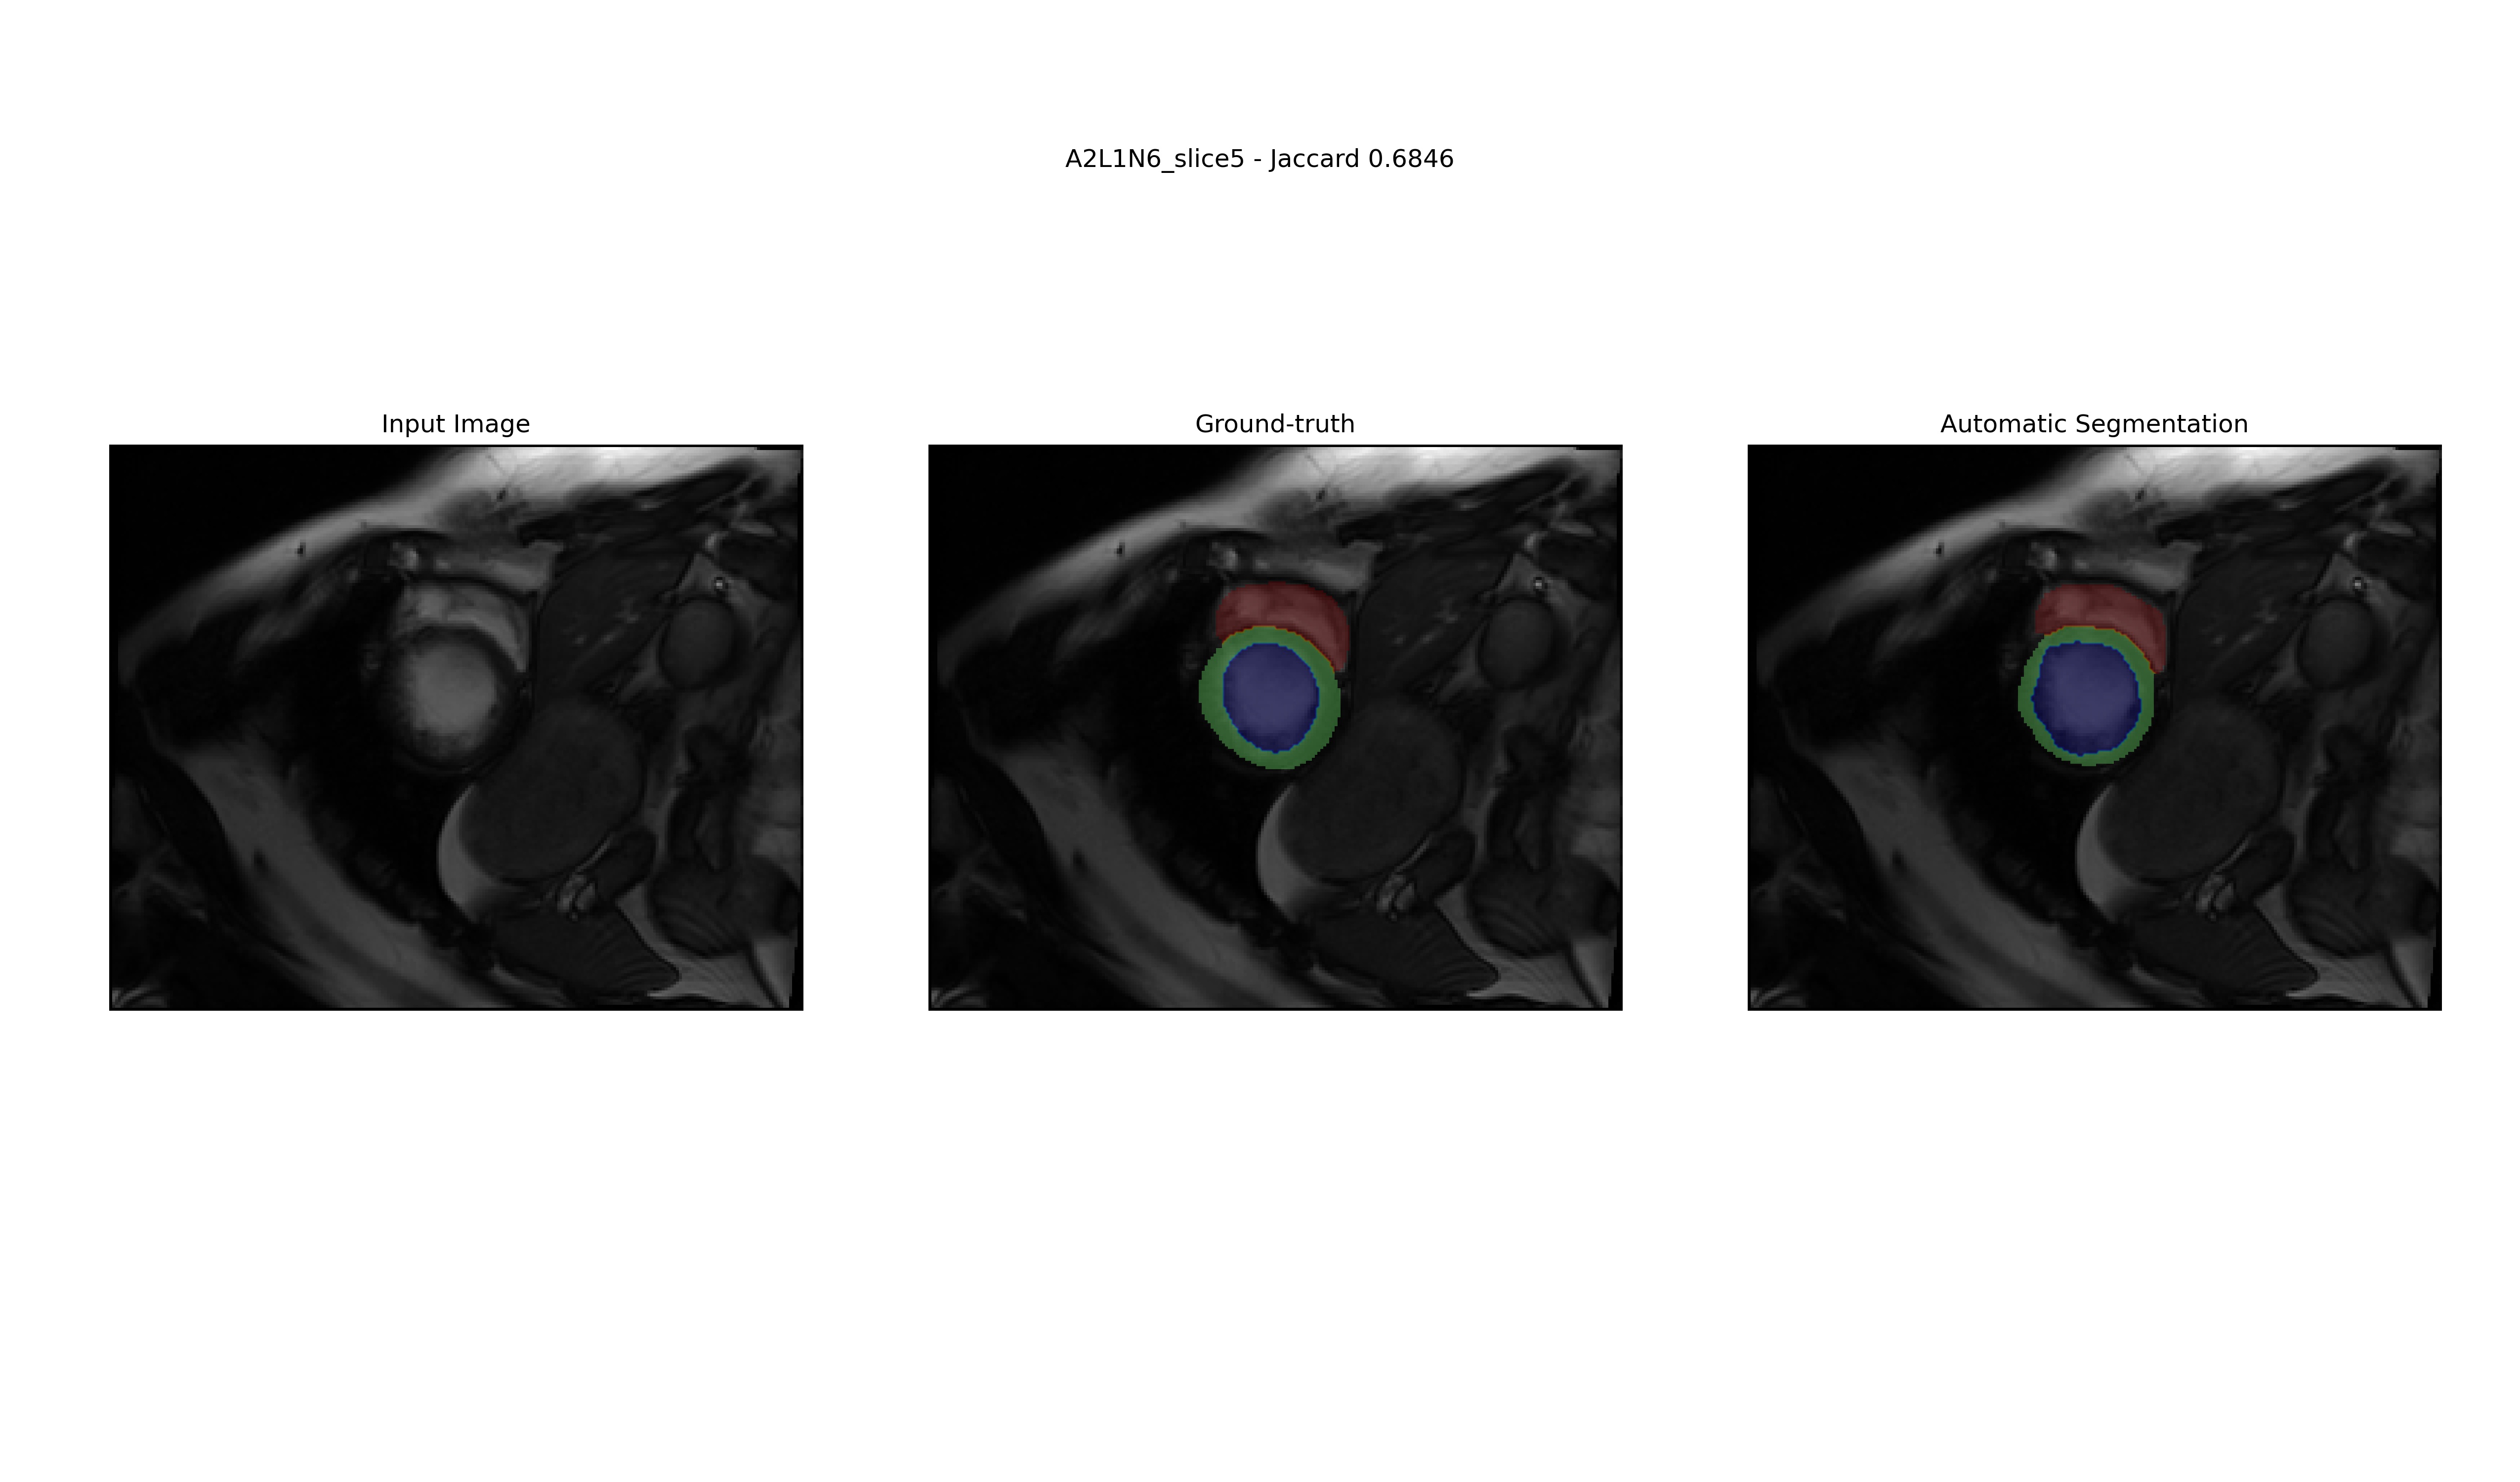 A2L1N6_slice5 - Jaccard 0.6846
Input Image
Ground-truth
Automatic Segmentation